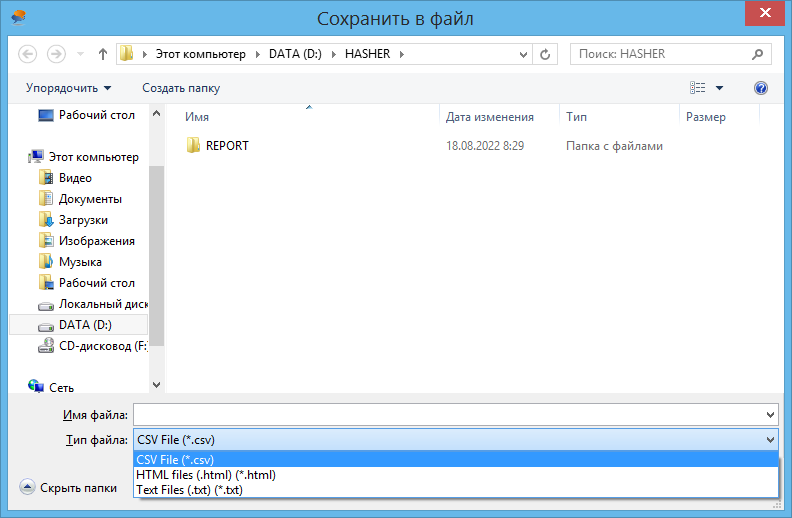 Сохранить в файл
Этот компьютер DATA (D:) HASHER
Поиск: HASHER
Упорядочить Создать папку
Рабочий стол
Этот компьютер
Видео
Документы
Загрузки
Изображения
Музыка
Рабочий стол
Локальный диск
DATA (D:)
CD-дисковод (F:)
Сеть
Имя Дата изменения Тип Размер
REPORT 18.08.2022 8:29 Папка с файлами
Имя файла:
Тип файла: CSV File (*.csv)
CSV File (*.csv)
HTML files (.html) (*.html)
Text Files (.txt) (*.txt)
Скрыть папки